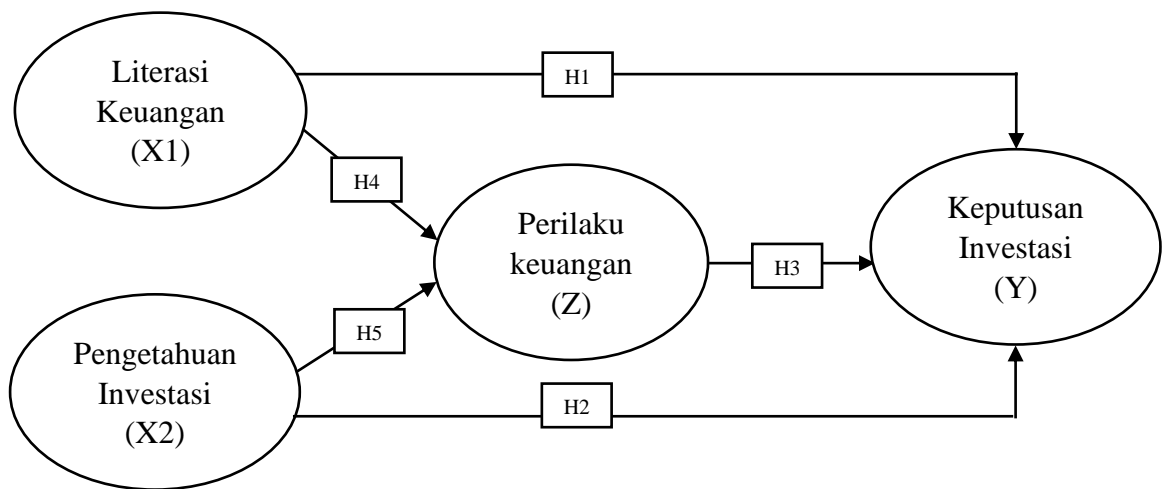 Literasi
Keuangan
(X1)
H1
H4
Perilaku
keuangan
(Z)
H3
Keputusan
Investasi
(Y)
H5
Pengetahuan
Investasi
(X2)
H2